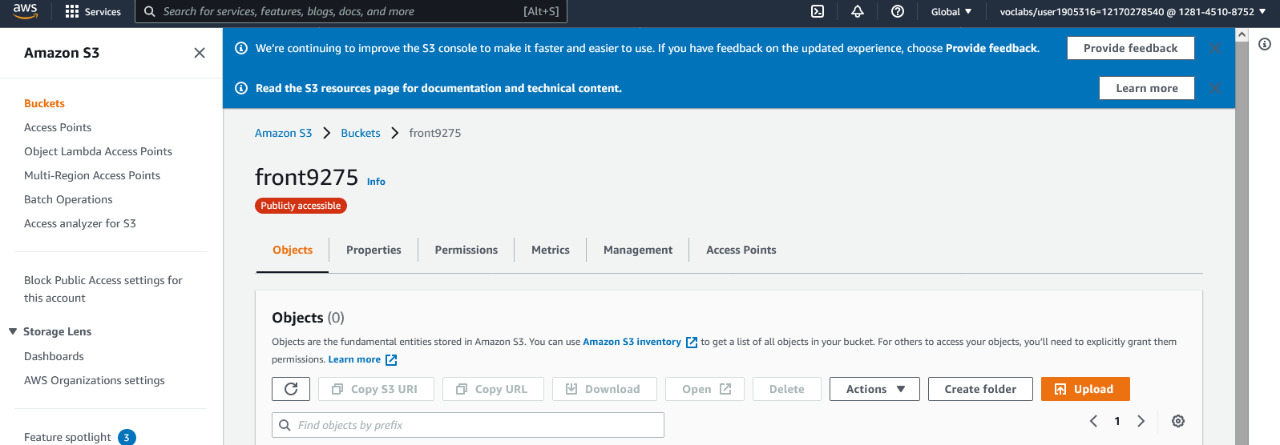 aws Services Search for services, features, blogs, docs, and more [Alt+S] Global voclabs/user1905316=12170278540 @ 1281-4510-8752
Amazon S3
Buckets
Access Points
Object Lambda Access Points
Multi-Region Access Points
Batch Operations
Access analyzer for S3
Block Public Access settings for
this account
Storage Lens
Dashboards
AWS Organizations settings
Feature spotlight 3
We're continuing to improve the S3 console to make it faster and easier to use. If you have feedback on the updated experience, choose Provide feedback. Provide feedback
Read the S3 resources page for documentation and technical content. Learn more
Amazon S3 > Buckets > front9275
front9275 Info
Publicly accessible
Objects Properties Permissions Metrics Management Access Points
Objects (0)
Objects are the fundamental entities stored in Amazon S3. You can use Amazon S3 inventory to get a list of all objects in your bucket. For others to access your objects, you'll need to explicitly grant them
permissions. Learn more
Copy S3 URI Copy URL Download Open Delete Actions Create folder Upload
Find objects by prefix < 1 >